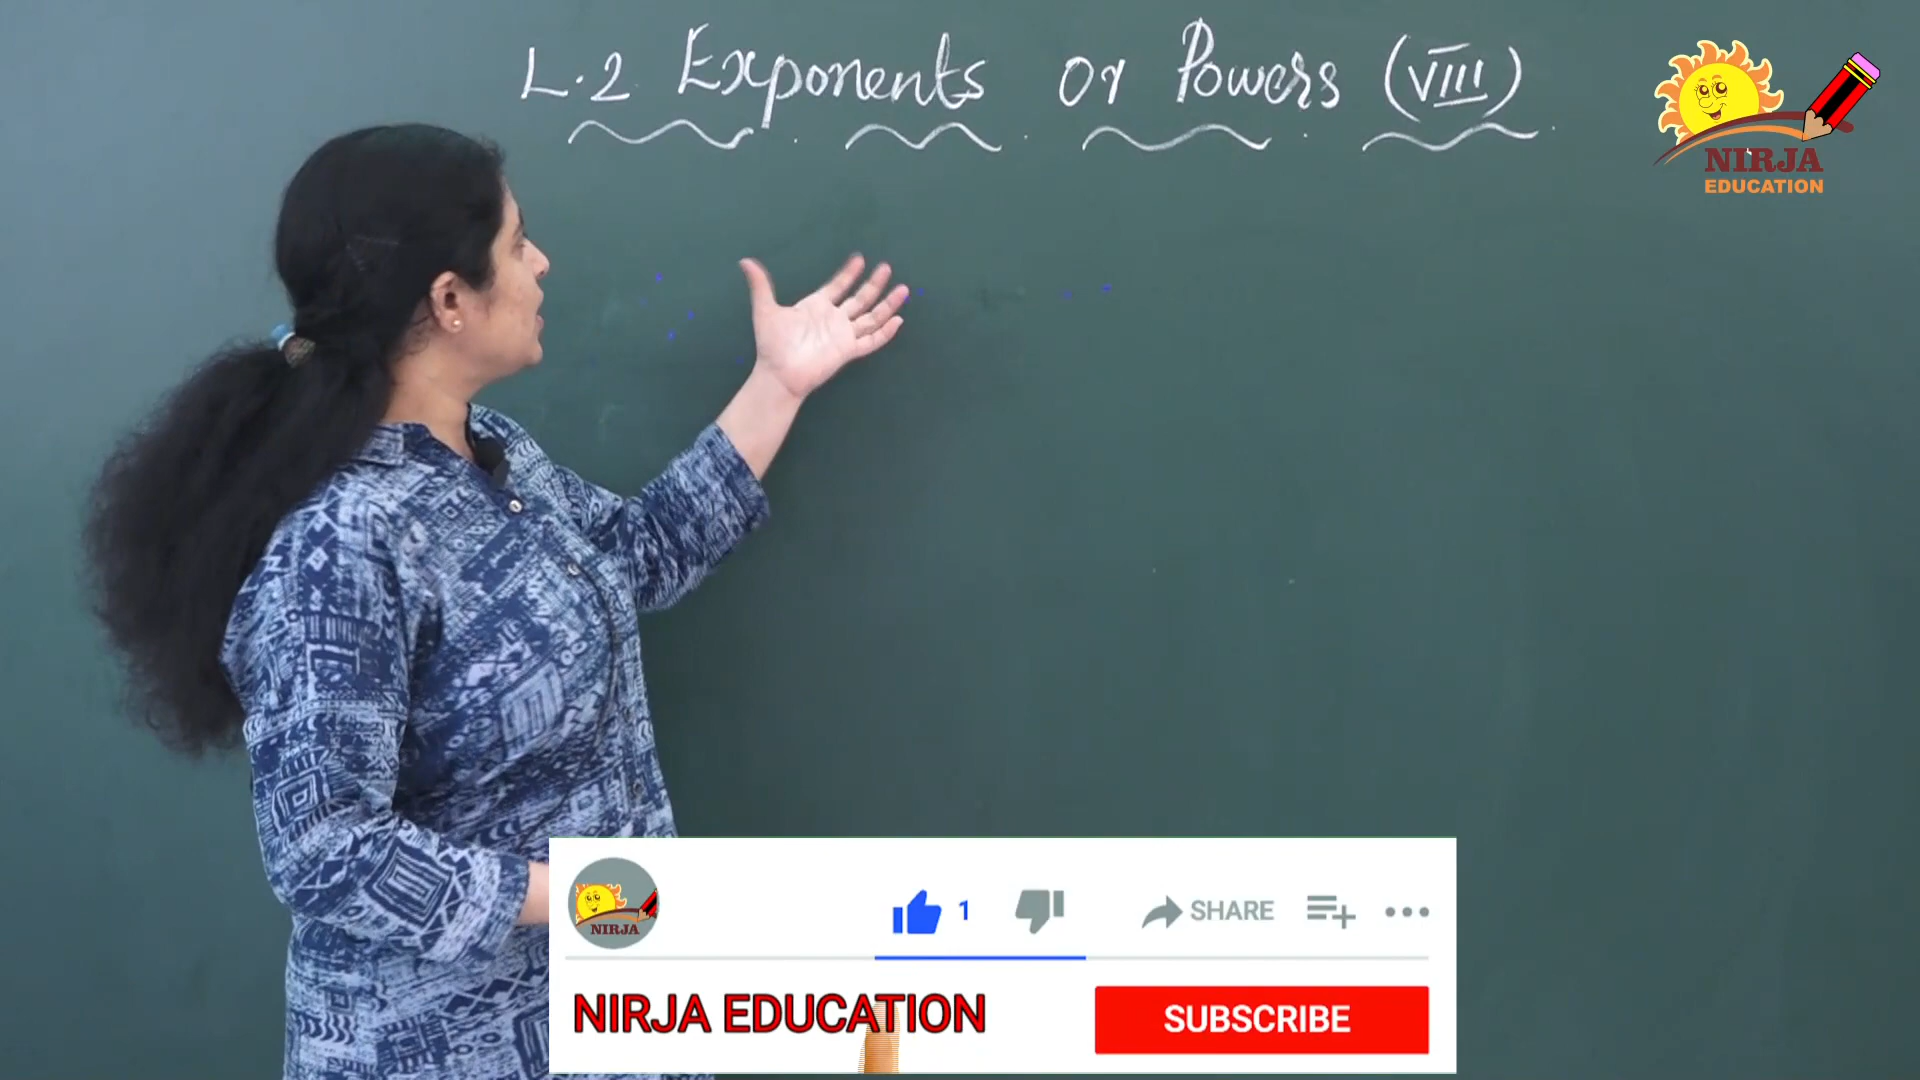 L.2 Exponents Or Powers (VIII)
NIRJA
EDUCATION
NIRJA
1
SHARE
NIRJA EDUCATION
SUBSCRIBE